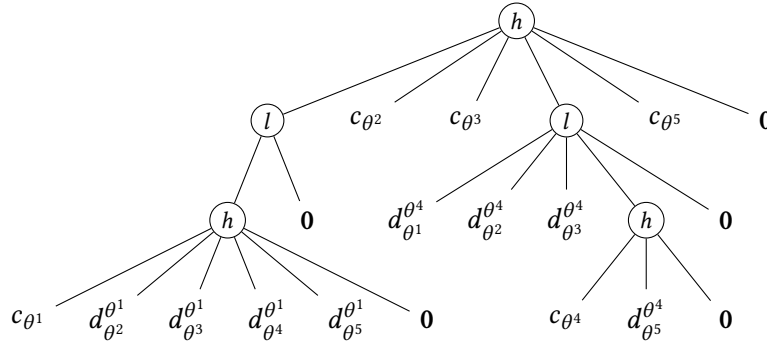 h
l c_{θ^2} c_{θ^3} l c_{θ^5} 0
h 0 d^{θ^4}_{θ^1} d^{θ^4}_{θ^2} d^{θ^4}_{θ^3} h 0
c_{θ^1} d^{θ^1}_{θ^2} d^{θ^1}_{θ^3} d^{θ^1}_{θ^4} d^{θ^1}_{θ^5} 0 c_{θ^4} d^{θ^4}_{θ^5} 0